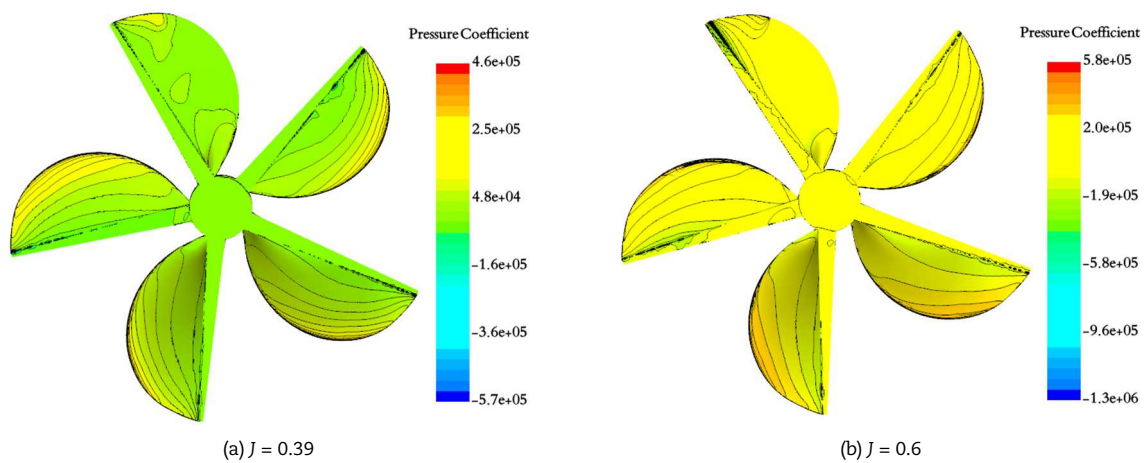 Pressure Coefficient
4.6e+05
2.5e+05
4.8e+04
−1.6e+05
−3.6e+05
−5.7e+05
(a) J = 0.39
Pressure Coefficient
5.8e+05
2.0e+05
−1.9e+05
−5.8e+05
−9.6e+05
−1.3e+06
(b) J = 0.6